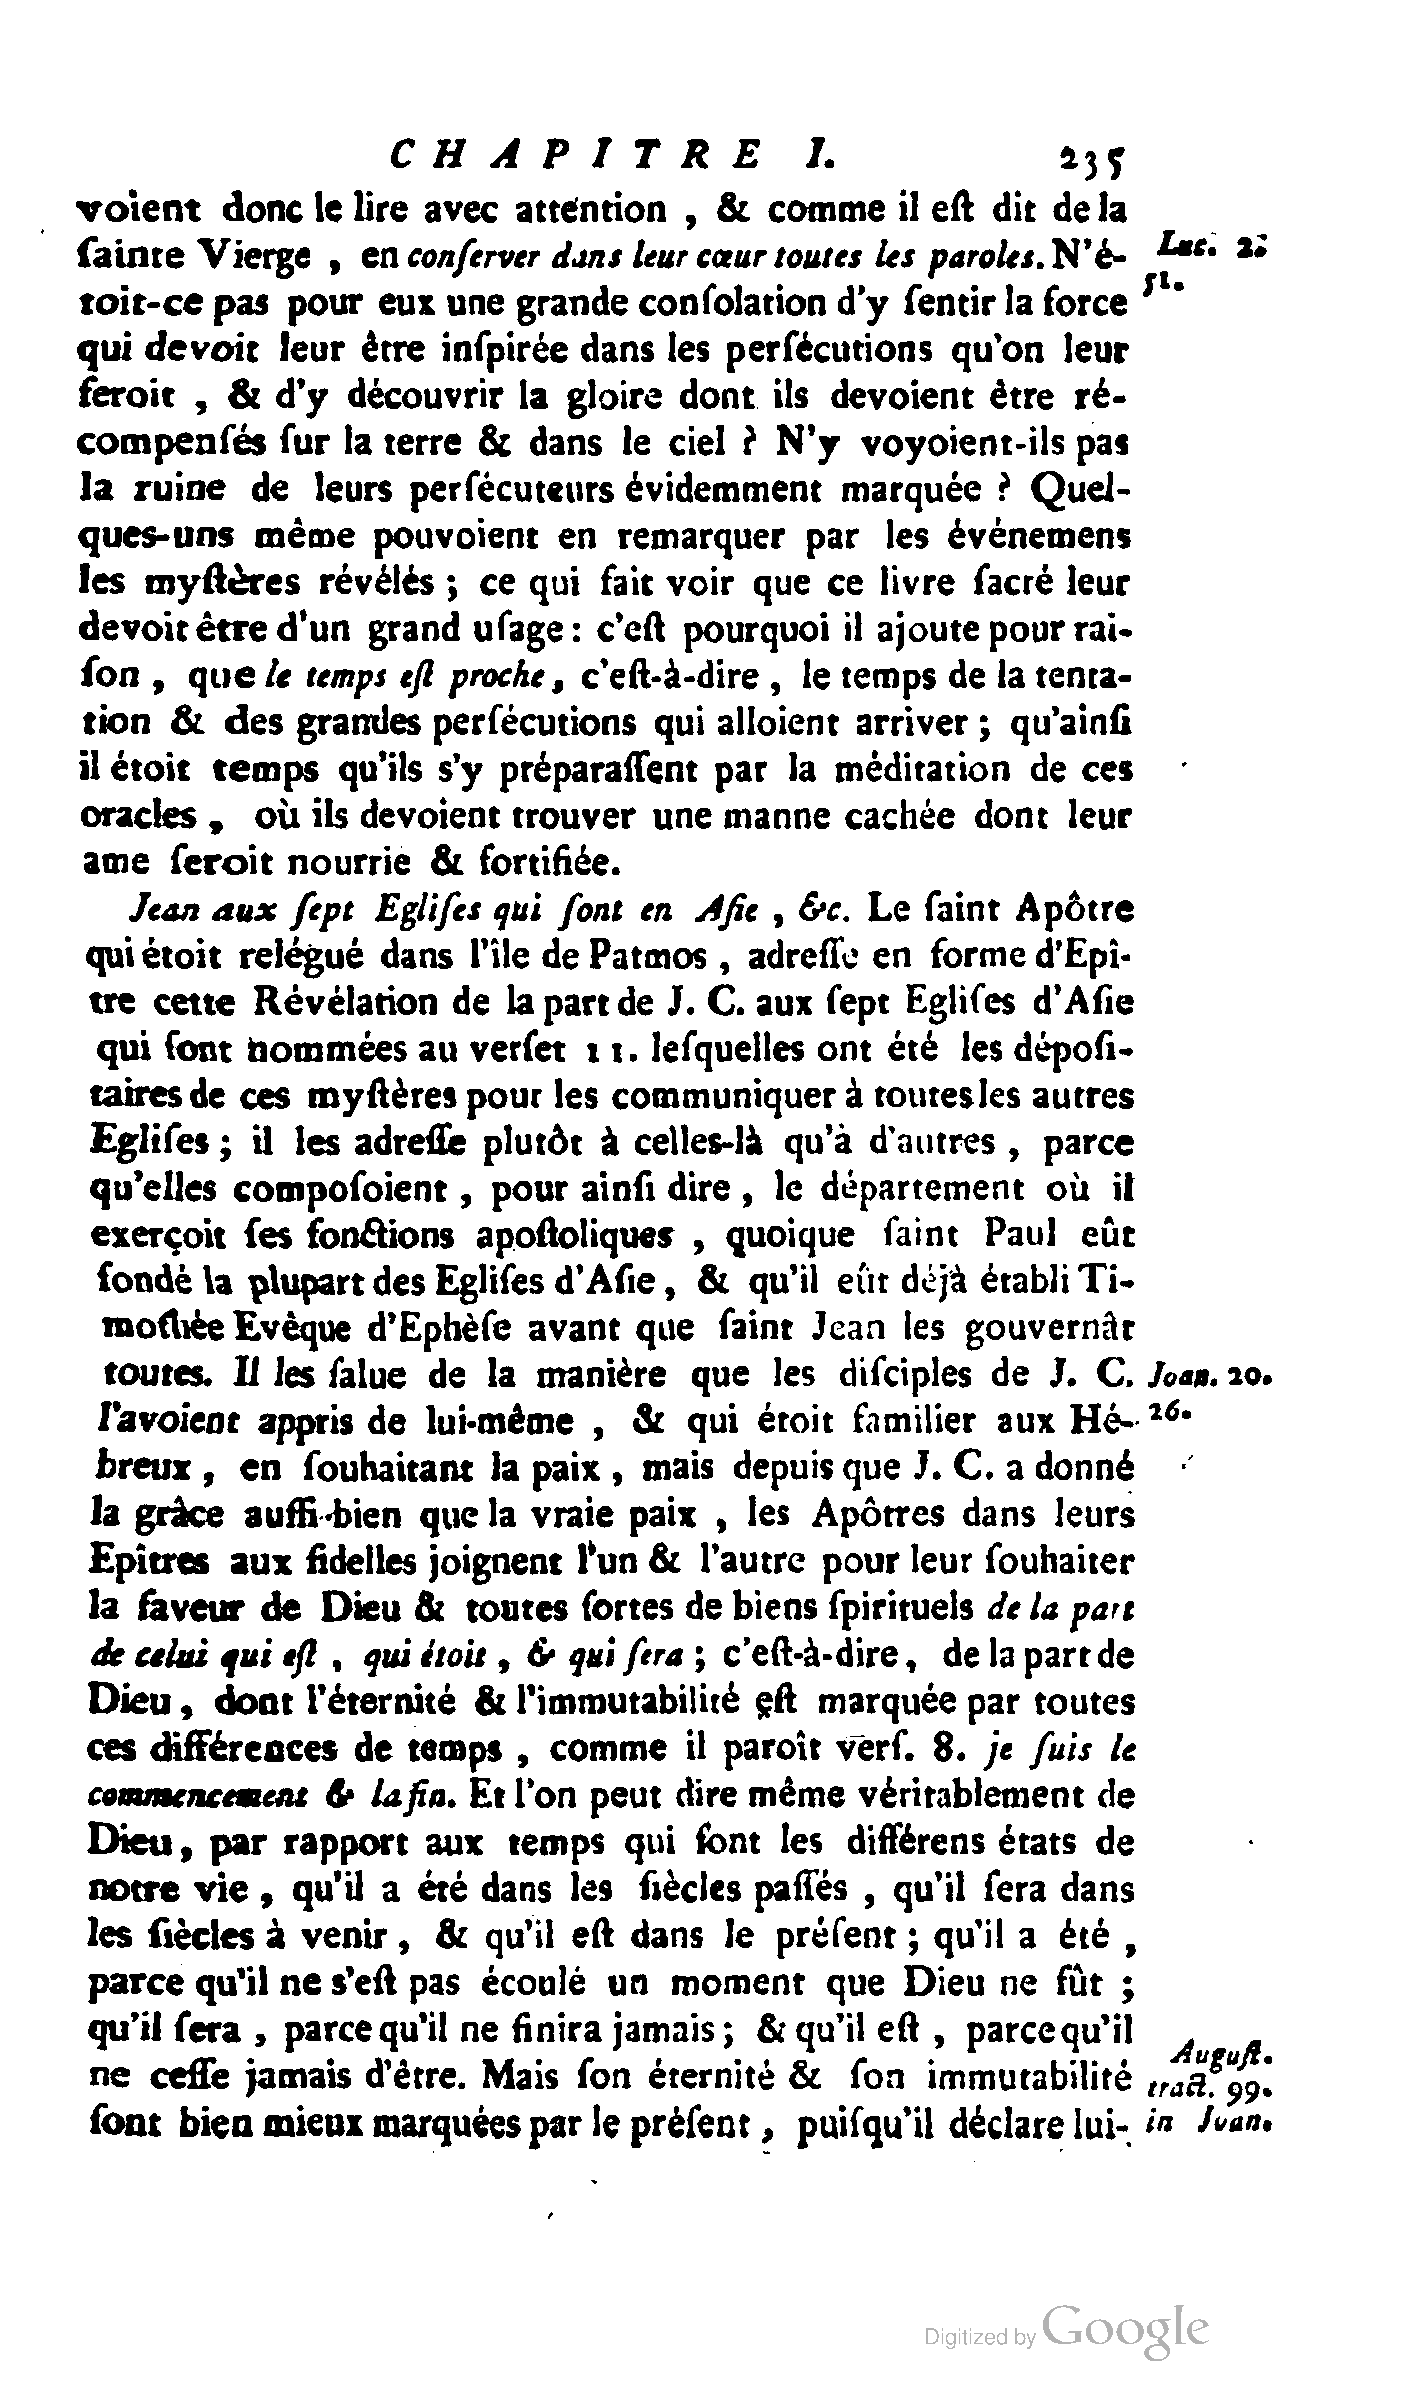 CHAPITRE I. 235
voient donc le lire avec attention , & comme il eſt dit de la
ſainte Vierge , en conſerver dans leur cœur toutes les paroles. N'é- Luc. 2.
toit-ce pas pour eux une grande conſolation d'y ſentir la force 51.
qui devoit leur être inſpirée dans les perſécutions qu'on leur
feroit , & d'y découvrir la gloire dont ils devoient être ré-
compenſés ſur la terre & dans le ciel ? N'y voyoient-ils pas
la ruine de leurs perſécuteurs évidemment marquée ? Quel-
ques-uns même pouvoient en remarquer par les événemens
les myſtères révélés ; ce qui fait voir que ce livre ſacré leur
devoit être d'un grand uſage : c'eſt pourquoi il ajoute pour rai-
ſon , que le temps eſt proche, c'eſt-à-dire , le temps de la tenta-
tion & des grandes perſécutions qui alloient arriver ; qu'ainſi
il étoit temps qu'ils s'y préparaſſent par la méditation de ces
oracles , où ils devoient trouver une manne cachée dont leur
ame ſeroit nourrie & fortifiée.
Jean aux ſept Egliſes qui ſont en Aſie , &c. Le ſaint Apôtre
qui étoit relégué dans l'île de Patmos , adreſſe en forme d'Epî-
tre cette Révélation de la part de J. C. aux ſept Egliſes d'Aſie
qui ſont nommées au verſet 11. leſquelles ont été les dépoſi-
taires de ces myſtères pour les communiquer à toutes les autres
Egliſes ; il les adreſſe plutôt à celles-là qu'à d'autres , parce
qu'elles compoſoient , pour ainſi dire , le département où il
exerçoit ſes fonctions apoſtoliques , quoique ſaint Paul eût
fondé la plupart des Egliſes d'Aſie , & qu'il eût déjà établi Ti-
mothée Evêque d'Ephèſe avant que ſaint Jean les gouvernât
toutes. Il les ſalue de la manière que les diſciples de J. C. Joan. 20.
l'avoient appris de lui-même , & qui étoit familier aux Hé- 26.
breux , en ſouhaitant la paix , mais depuis que J. C. a donné
la grâce auſſi-bien que la vraie paix , les Apôtres dans leurs
Epîtres aux fidelles joignent l'un & l'autre pour leur ſouhaiter
la faveur de Dieu & toutes ſortes de biens ſpirituels de la part
de celui qui eſt , qui étoit , & qui ſera ; c'eſt-à-dire , de la part de
Dieu , dont l'éternité & l'immutabilité eſt marquée par toutes
ces différences de temps , comme il paroît verſ. 8. je ſuis le
commencement & la fin. Et l'on peut dire même véritablement de
Dieu , par rapport aux temps qui ſont les différens états de
notre vie , qu'il a été dans les ſiècles paſſés , qu'il ſera dans
les ſiècles à venir , & qu'il eſt dans le préſent ; qu'il a été ,
parce qu'il ne s'eſt pas écoulé un moment que Dieu ne fût ;
qu'il ſera , parce qu'il ne finira jamais ; & qu'il eſt , parce qu'il
ne ceſſe jamais d'être. Mais ſon éternité & ſon immutabilité Auguſt. tract. 99.
ſont bien mieux marquées par le préſent , puiſqu'il déclare lui- in Joan.
Digitized by Google